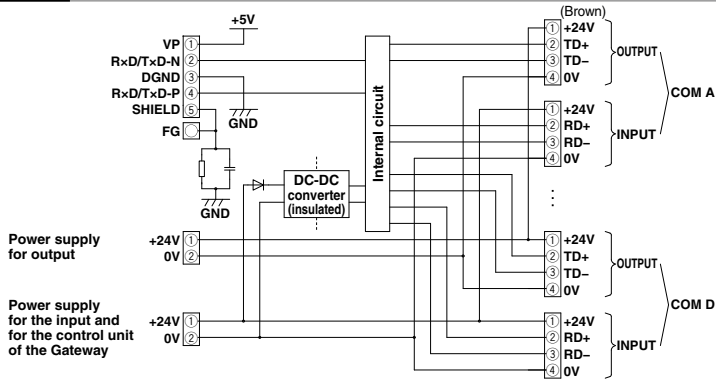 +5V
VP ①
R×D/T×D-N ②
DGND ③
R×D/T×D-P ④
SHIELD ⑤
FG
GND
GND
DC-DC
converter
(insulated)
Internal circuit
Power supply
for output
+24V ①
0V ②
Power supply
for the input and
for the control unit
of the Gateway
+24V ①
0V ②
(Brown)
① +24V
② TD+
③ TD−
④ 0V
OUTPUT
① +24V
② RD+
③ RD−
④ 0V
INPUT
COM A
① +24V
② TD+
③ TD−
④ 0V
OUTPUT
① +24V
② RD+
③ RD−
④ 0V
INPUT
COM D